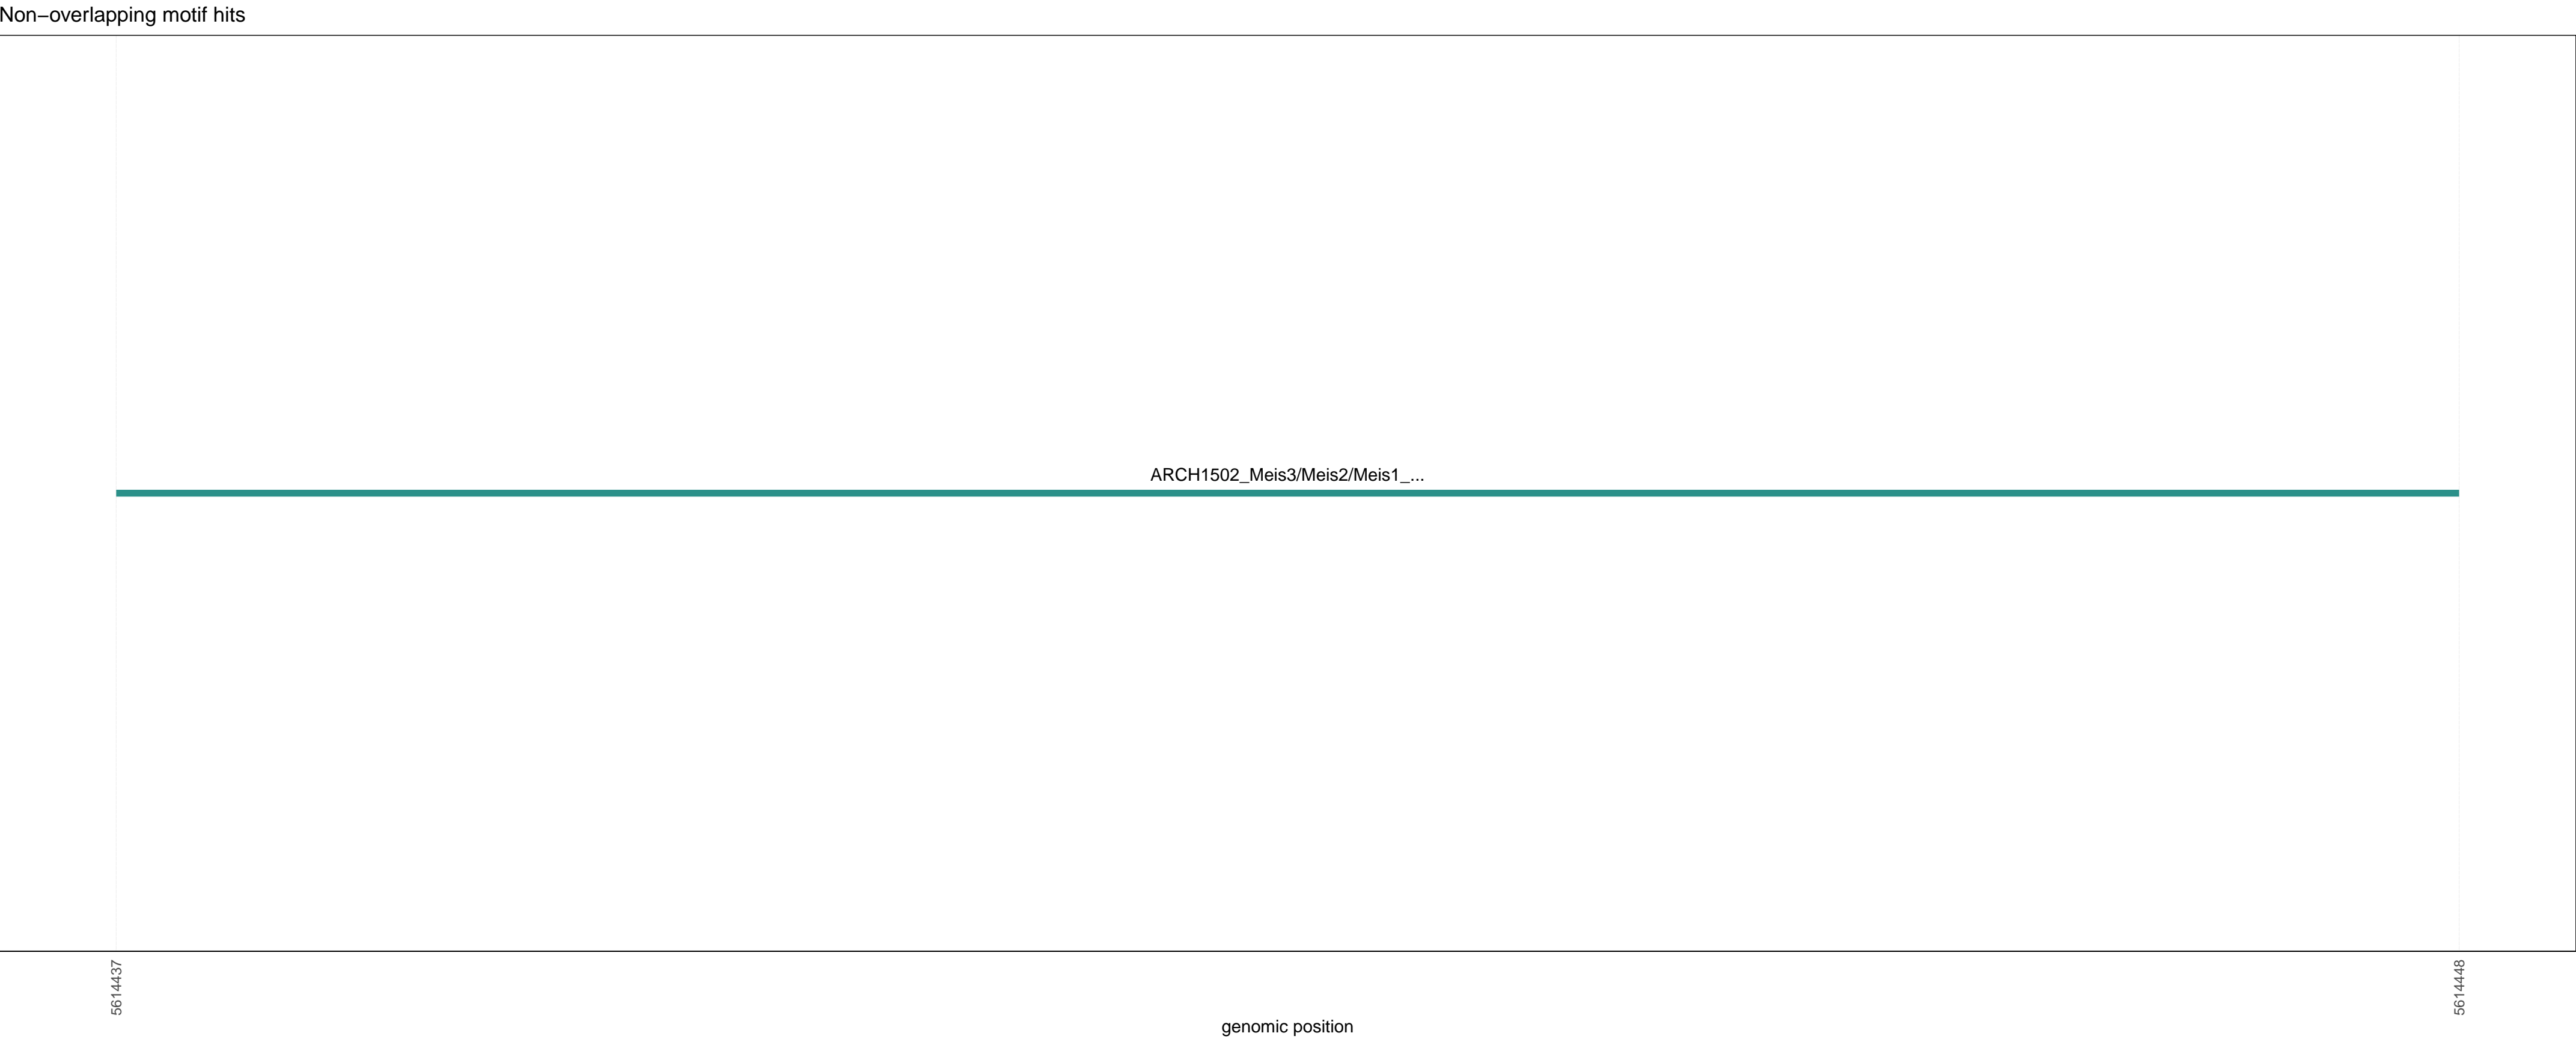 Non−overlapping motif hits
ARCH1502_Meis3/Meis2/Meis1_...
5614437
5614448
genomic position